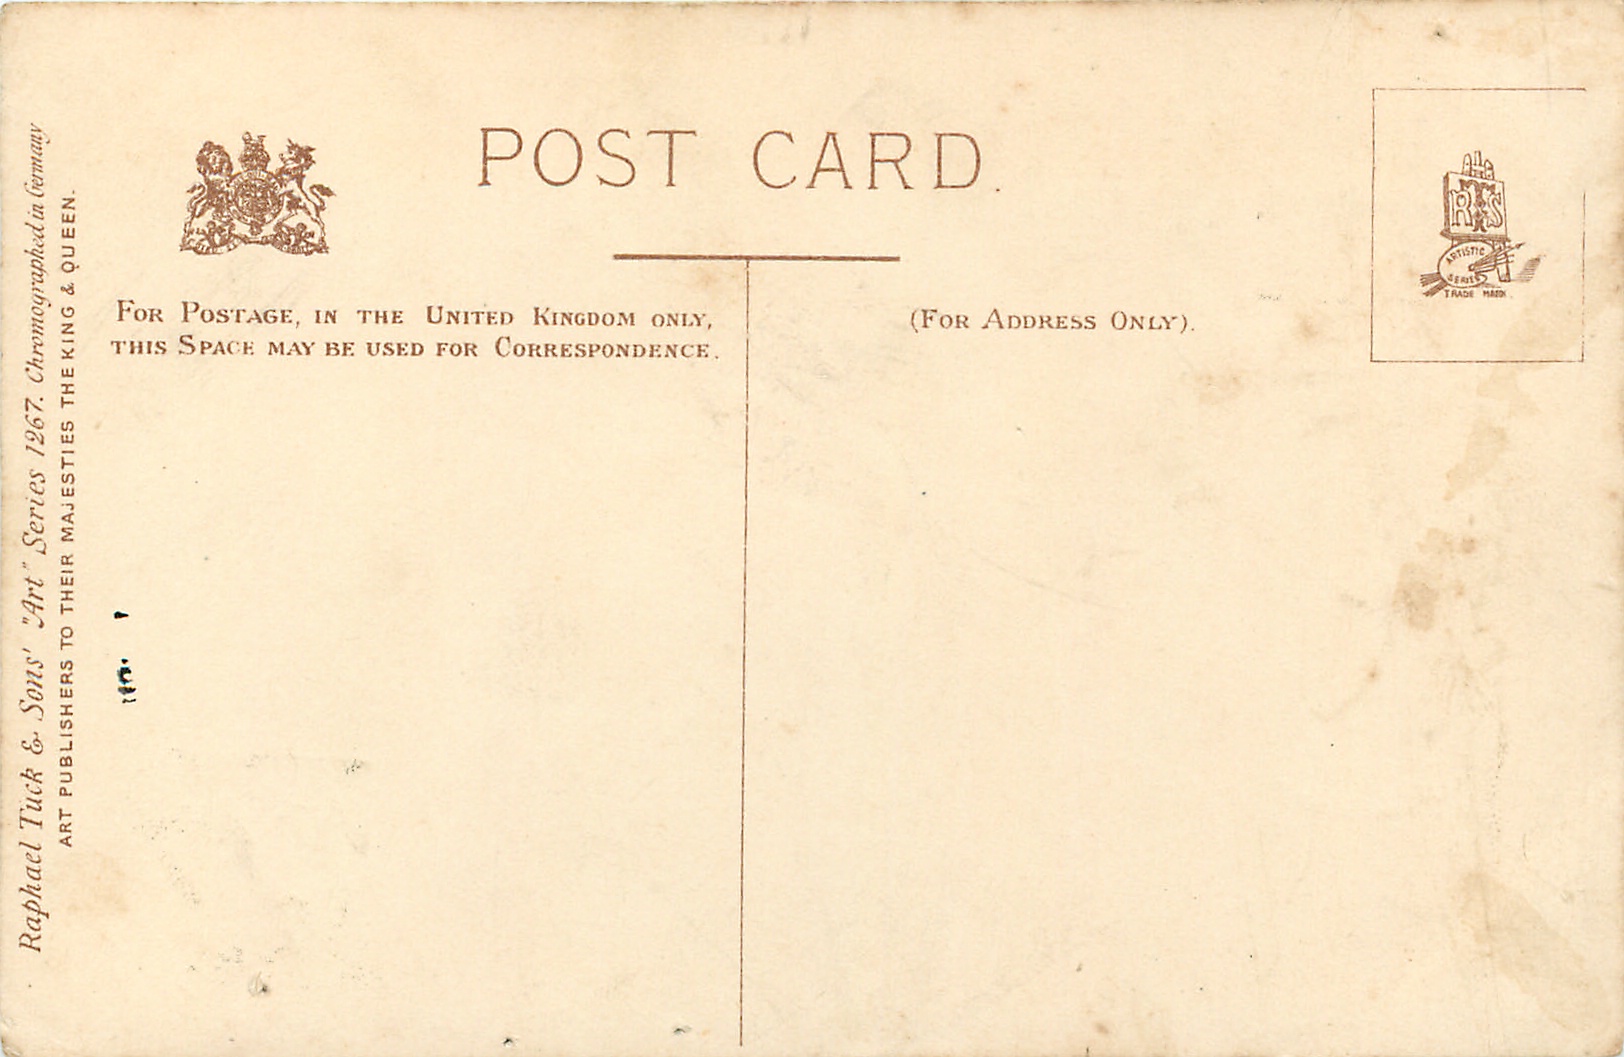 POST CARD.
For Postage, in the United Kingdom only,
this Space may be used for Correspondence.
(For Address Only).
RTS
ARTISTIC
SERIES
TRADE MARK.
Raphael Tuck & Sons' "Art" Series 1267. Chromographed in Germany
ART PUBLISHERS TO THEIR MAJESTIES THE KING & QUEEN.